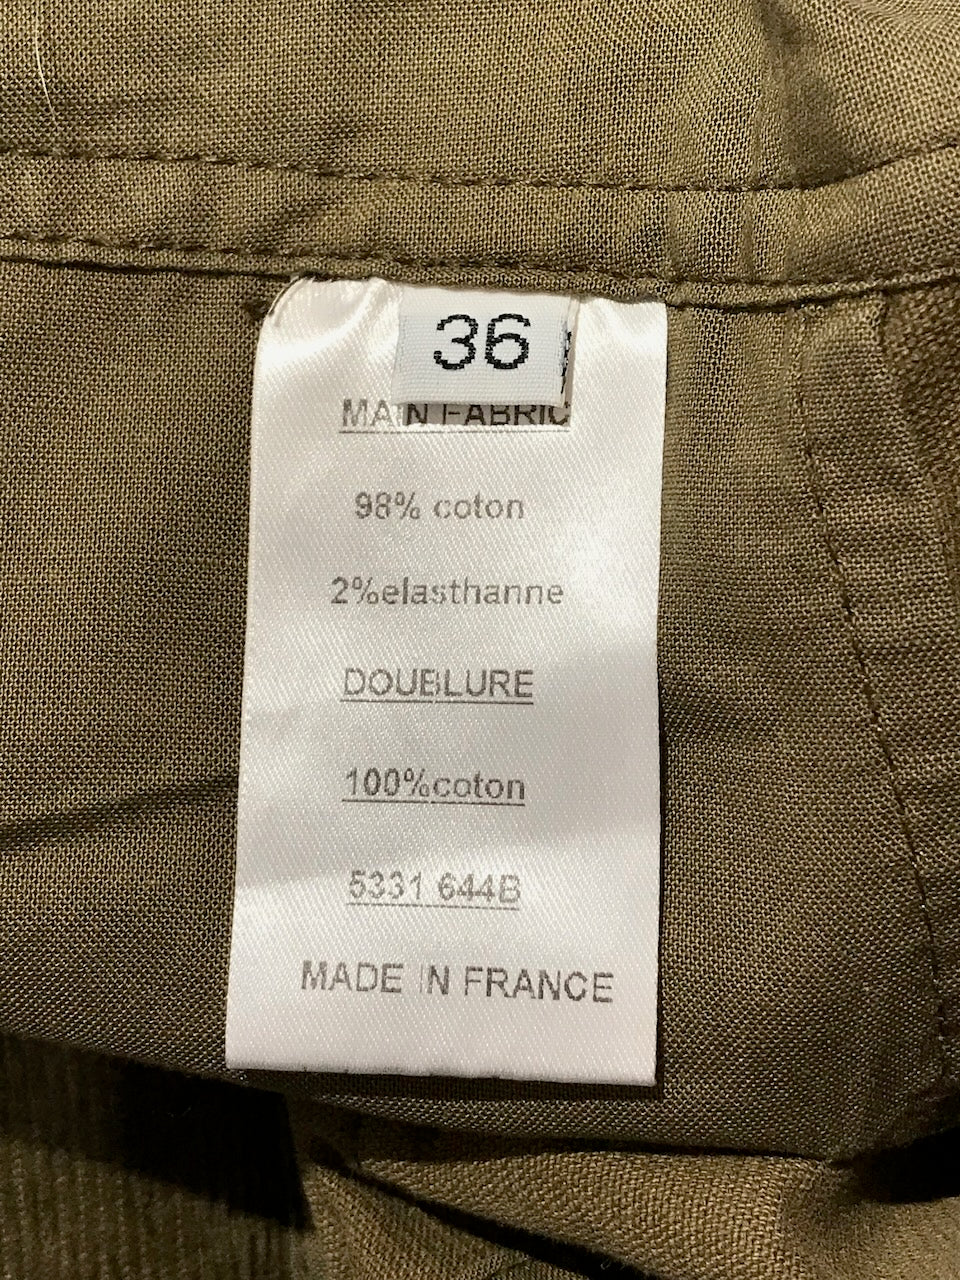 36
MAIN FABRIC
98% coton
2%elasthanne
DOUBLURE
100%coton
5331 644B
MADE IN FRANCE